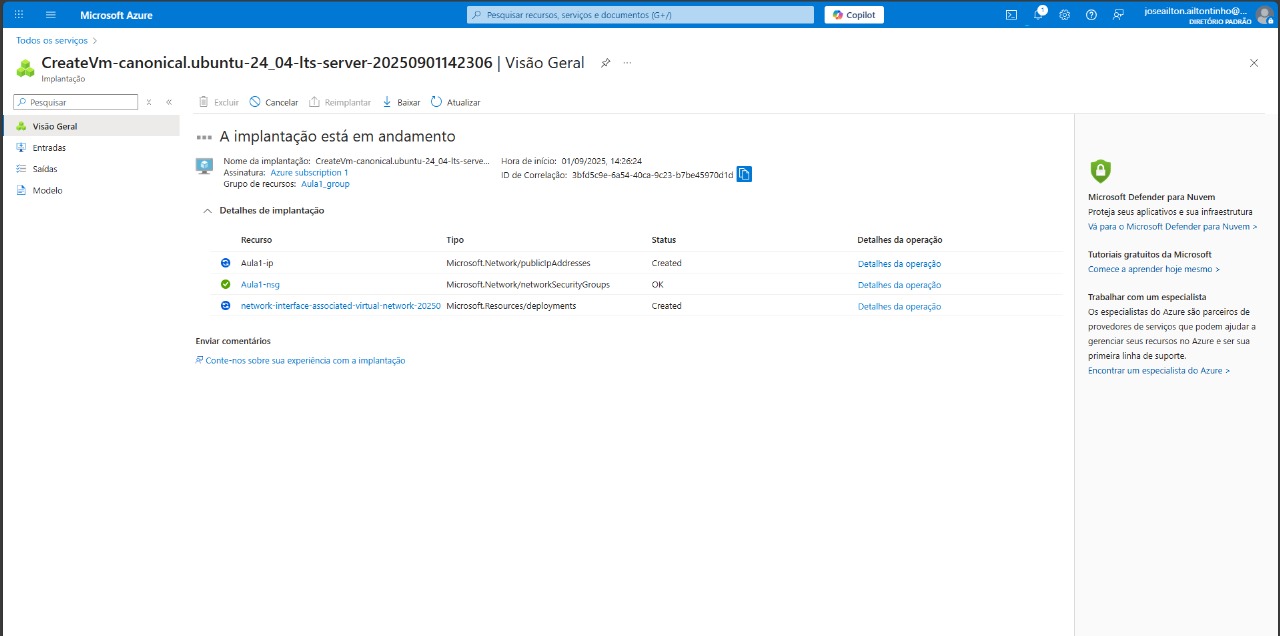 Microsoft Azure
Pesquisar recursos, serviços e documentos (G+/)
Copilot
1
joseailton.ailtontinho@...
DIRETÓRIO PADRÃO
Todos os serviços >
CreateVm-canonical.ubuntu-24_04-lts-server-20250901142306 | Visão Geral
Implantação
Pesquisar
Excluir Cancelar Reimplantar Baixar Atualizar
Visão Geral
Entradas
Saídas
Modelo
A implantação está em andamento
Nome da implantação: CreateVm-canonical.ubuntu-24_04-lts-serve...
Assinatura: Azure subscription 1
Grupo de recursos: Aula1_group
Hora de início: 01/09/2025, 14:26:24
ID de Correlação: 3bfd5c9e-6a54-40ca-9c23-b7be45970d1d
Detalhes de implantação
Recurso Tipo Status Detalhes da operação
Aula1-ip Microsoft.Network/publicIpAddresses Created Detalhes da operação
Aula1-nsg Microsoft.Network/networkSecurityGroups OK Detalhes da operação
network-interface-associated-virtual-network-20250 Microsoft.Resources/deployments Created Detalhes da operação
Enviar comentários
Conte-nos sobre sua experiência com a implantação
Microsoft Defender para Nuvem
Proteja seus aplicativos e sua infraestrutura
Vá para o Microsoft Defender para Nuvem >
Tutoriais gratuitos da Microsoft
Comece a aprender hoje mesmo >
Trabalhar com um especialista
Os especialistas do Azure são parceiros de
provedores de serviços que podem ajudar a
gerenciar seus recursos no Azure e ser sua
primeira linha de suporte.
Encontrar um especialista do Azure >